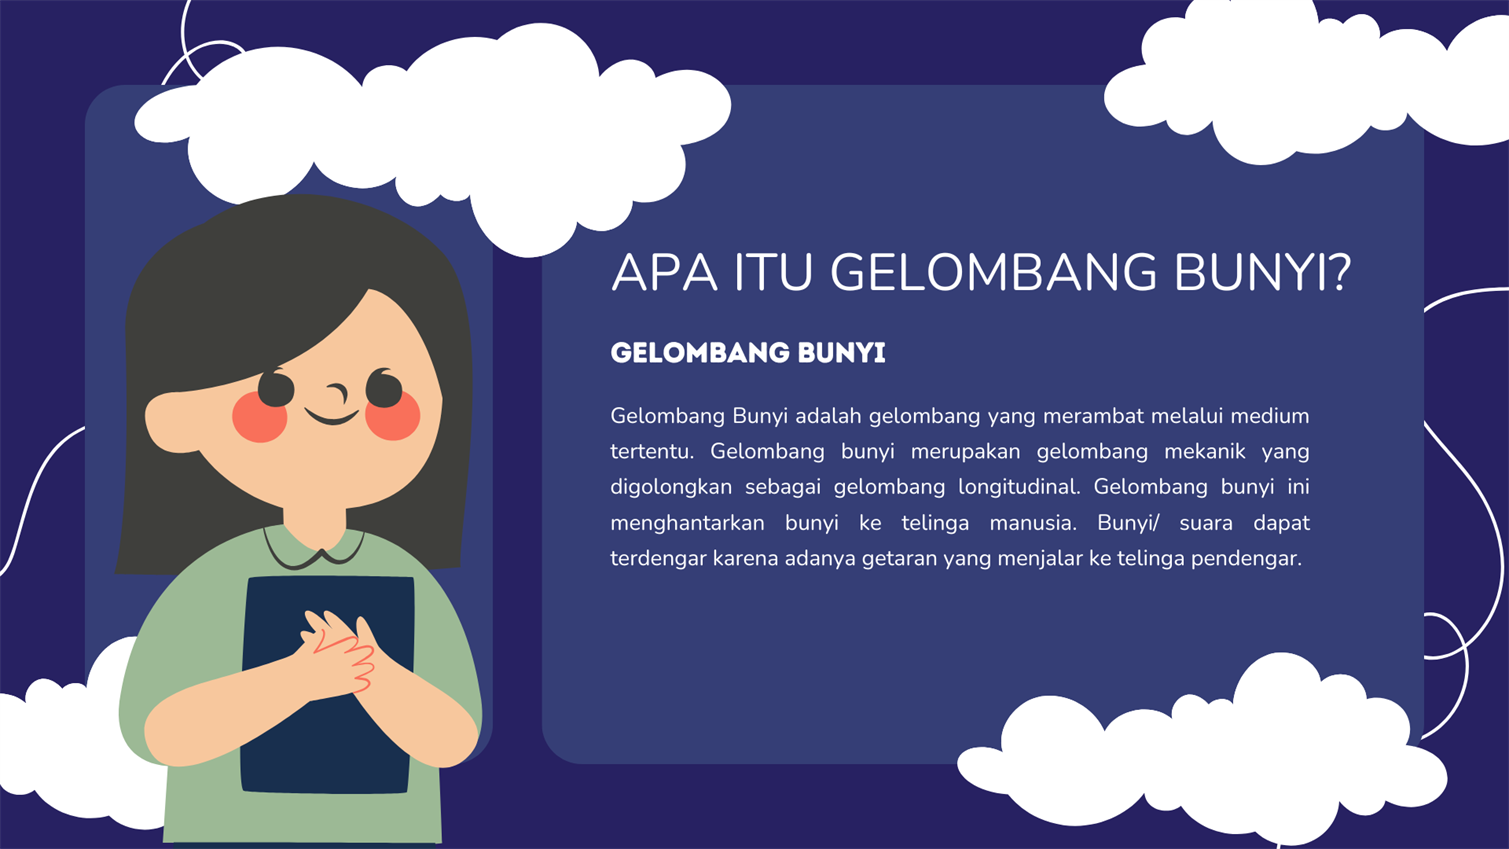 APA ITU GELOMBANG BUNYI?
GELOMBANG BUNYI
Gelombang Bunyi adalah gelombang yang merambat melalui medium
tertentu. Gelombang bunyi merupakan gelombang mekanik yang
digolongkan sebagai gelombang longitudinal. Gelombang bunyi ini
menghantarkan bunyi ke telinga manusia. Bunyi/ suara dapat
terdengar karena adanya getaran yang menjalar ke telinga pendengar.